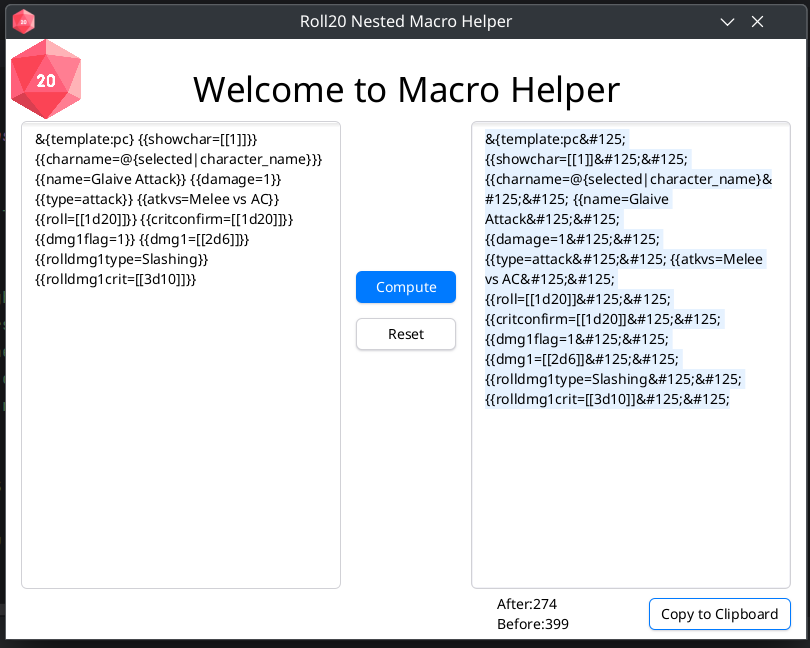 Roll20 Nested Macro Helper
20
20
Welcome to Macro Helper
&{template:pc} {{showchar=[[1]]}}
{{charname=@{selected|character_name}}}
{{name=Glaive Attack}} {{damage=1}}
{{type=attack}} {{atkvs=Melee vs AC}}
{{roll=[[1d20]]}} {{critconfirm=[[1d20]]}}
{{dmg1flag=1}} {{dmg1=[[2d6]]}}
{{rolldmg1type=Slashing}}
{{rolldmg1crit=[[3d10]]}}
Compute
Reset
&{template:pc&#125;
{{showchar=[[1]]&#125;&#125;
{{charname=@{selected|character_name}&
#125;&#125; {{name=Glaive
Attack&#125;&#125;
{{damage=1&#125;&#125;
{{type=attack&#125;&#125; {{atkvs=Melee
vs AC&#125;&#125;
{{roll=[[1d20]]&#125;&#125;
{{critconfirm=[[1d20]]&#125;&#125;
{{dmg1flag=1&#125;&#125;
{{dmg1=[[2d6]]&#125;&#125;
{{rolldmg1type=Slashing&#125;&#125;
{{rolldmg1crit=[[3d10]]&#125;&#125;
After:274
Before:399
Copy to Clipboard